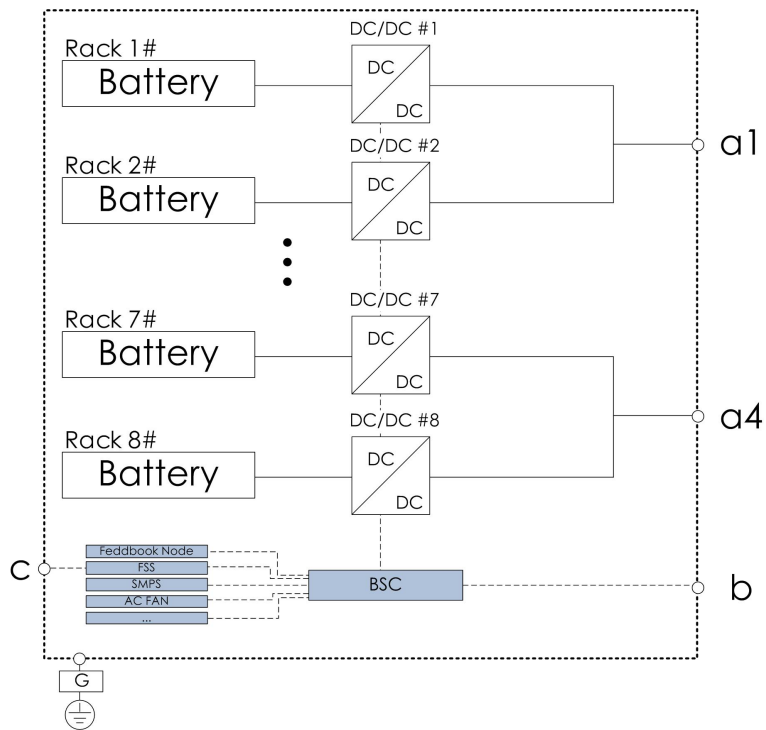 DC/DC #1
Rack 1#
Battery
DC
DC
a1
DC/DC #2
Rack 2#
Battery
DC
DC
DC/DC #7
Rack 7#
Battery
DC
DC
a4
DC/DC #8
Rack 8#
Battery
DC
DC
Feddbook Node
c
FSS
SMPS
BSC
b
AC FAN
...
G